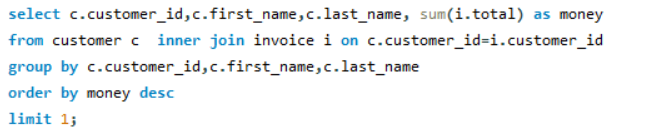 select c.customer_id,c.first_name,c.last_name, sum(i.total) as money
from customer c  inner join invoice i on c.customer_id=i.customer_id
group by c.customer_id,c.first_name,c.last_name
order by money desc
limit 1;